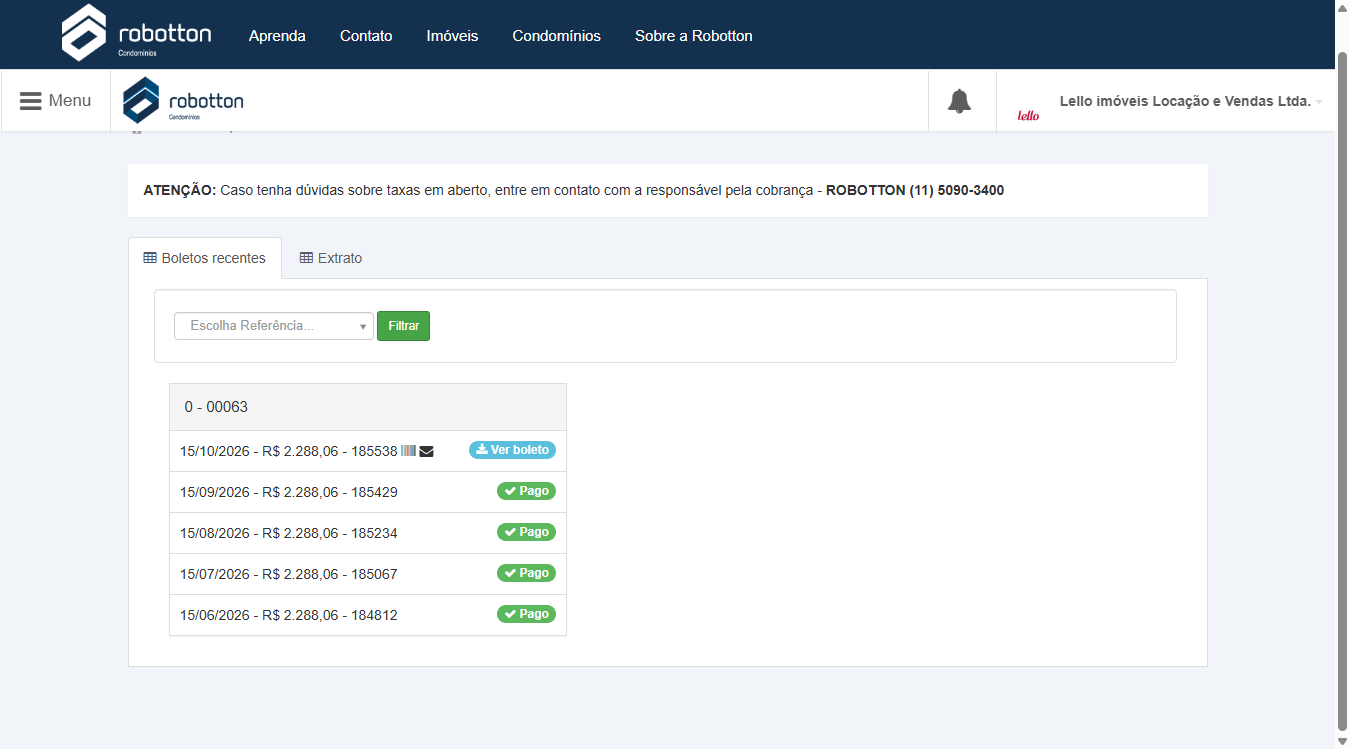 robotton
Condomínios
Aprenda Contato Imóveis Condomínios Sobre a Robotton
Menu
robotton
Condomínios
lello
Lello imóveis Locação e Vendas Ltda.
ATENÇÃO: Caso tenha dúvidas sobre taxas em aberto, entre em contato com a responsável pela cobrança - ROBOTTON (11) 5090-3400
Boletos recentes Extrato
Escolha Referência... Filtrar
0 - 00063
15/10/2026 - R$ 2.288,06 - 185538 Ver boleto
15/09/2026 - R$ 2.288,06 - 185429 Pago
15/08/2026 - R$ 2.288,06 - 185234 Pago
15/07/2026 - R$ 2.288,06 - 185067 Pago
15/06/2026 - R$ 2.288,06 - 184812 Pago